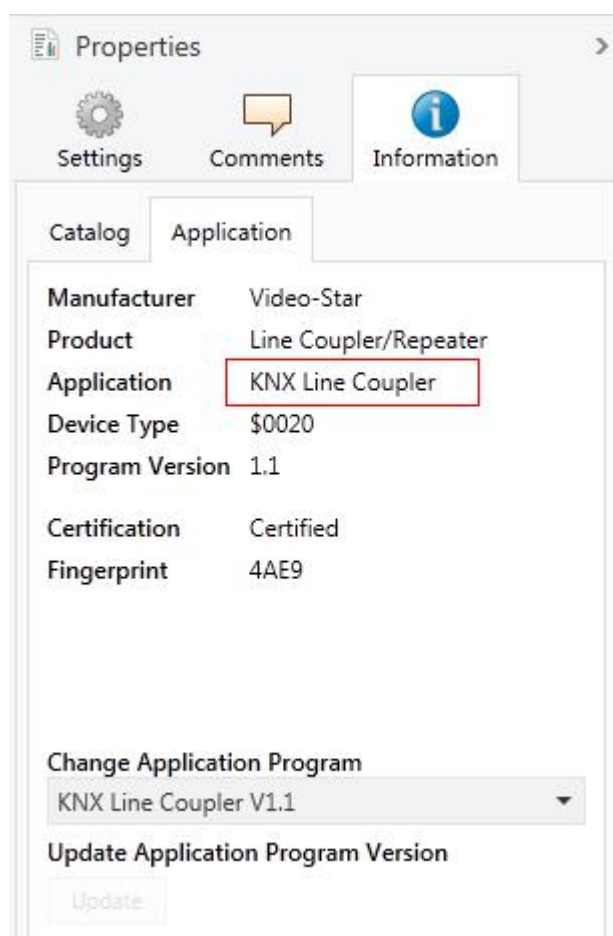 Properties
Settings Comments Information
Catalog Application
Manufacturer Video-Star
Product Line Coupler/Repeater
Application KNX Line Coupler
Device Type $0020
Program Version 1.1
Certification Certified
Fingerprint 4AE9
Change Application Program
KNX Line Coupler V1.1
Update Application Program Version
Update